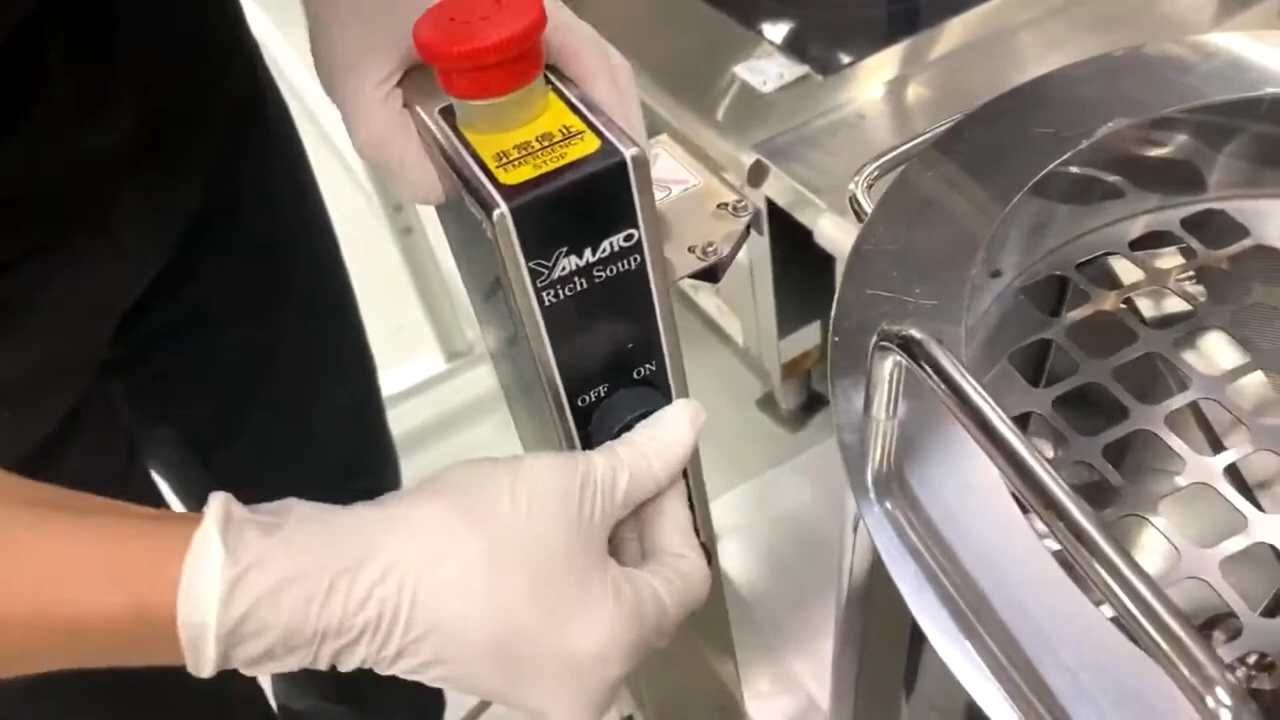 非常停止
EMERGENCY
STOP
YAMATO
Rich Soup
OFF ON